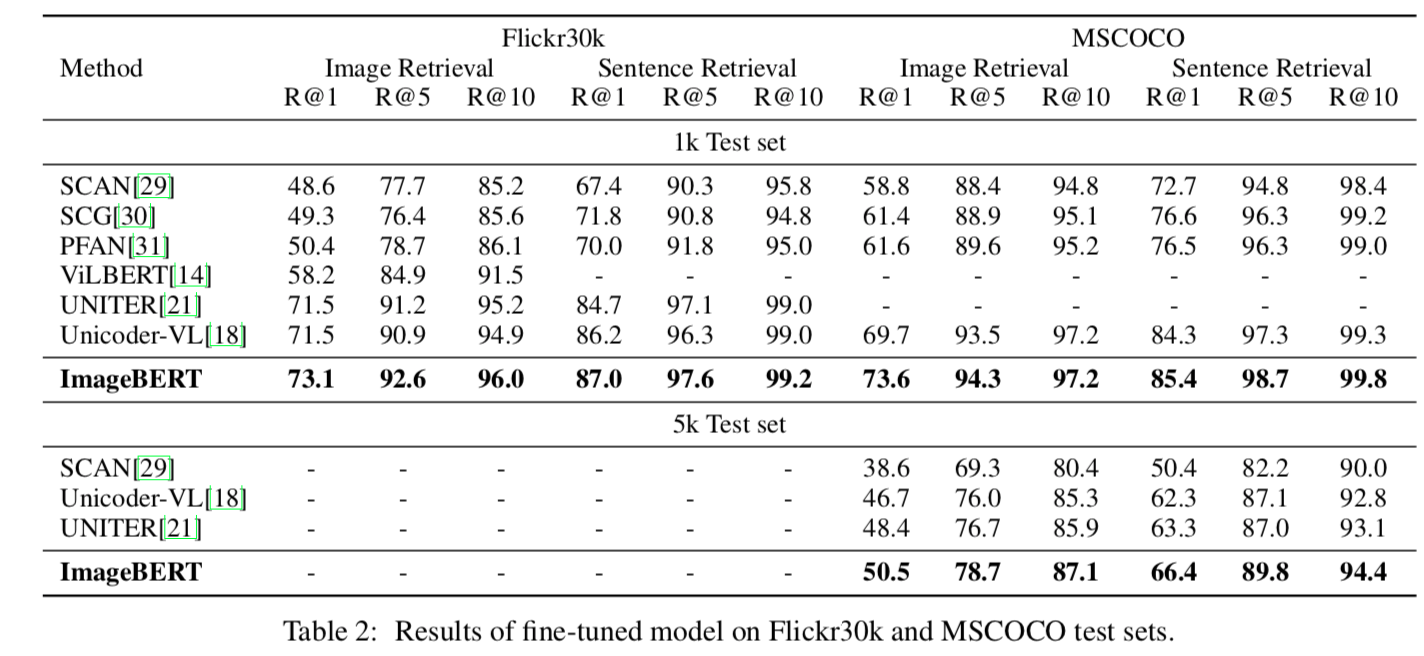 Flickr30k MSCOCO
Method Image Retrieval Sentence Retrieval Image Retrieval Sentence Retrieval
R@1 R@5 R@10 R@1 R@5 R@10 R@1 R@5 R@10 R@1 R@5 R@10
1k Test set
SCAN[29] 48.6 77.7 85.2 67.4 90.3 95.8 58.8 88.4 94.8 72.7 94.8 98.4
SCG[30] 49.3 76.4 85.6 71.8 90.8 94.8 61.4 88.9 95.1 76.6 96.3 99.2
PFAN[31] 50.4 78.7 86.1 70.0 91.8 95.0 61.6 89.6 95.2 76.5 96.3 99.0
ViLBERT[14] 58.2 84.9 91.5 - - - - - - - - -
UNITER[21] 71.5 91.2 95.2 84.7 97.1 99.0 - - - - - -
Unicoder-VL[18] 71.5 90.9 94.9 86.2 96.3 99.0 69.7 93.5 97.2 84.3 97.3 99.3
ImageBERT 73.1 92.6 96.0 87.0 97.6 99.2 73.6 94.3 97.2 85.4 98.7 99.8
5k Test set
SCAN[29] - - - - - - 38.6 69.3 80.4 50.4 82.2 90.0
Unicoder-VL[18] - - - - - - 46.7 76.0 85.3 62.3 87.1 92.8
UNITER[21] - - - - - - 48.4 76.7 85.9 63.3 87.0 93.1
ImageBERT - - - - - - 50.5 78.7 87.1 66.4 89.8 94.4
Table 2: Results of fine-tuned model on Flickr30k and MSCOCO test sets.